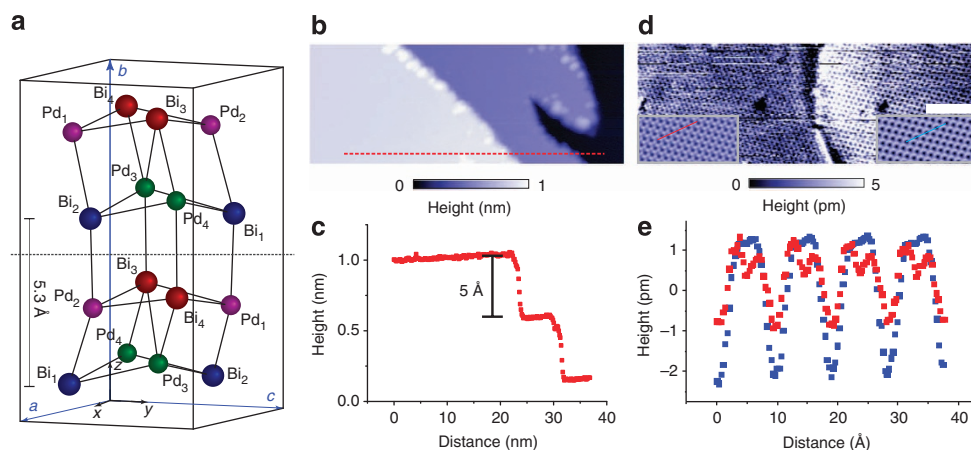 a
b
Bi4
Bi3
Pd1
Pd2
Pd3
Bi2
Pd4
Bi1
5.3 Å
Bi3
Pd2
Bi4
Pd1
Pd4
z
Bi1
Pd3
Bi2
a
x
y
c
b
0
1
Height (nm)
c
1.0
5 Å
0.5
0.0
Height (nm)
0
10
20
30
40
Distance (nm)
d
0
5
Height (pm)
e
1
0
−1
−2
Height (pm)
0
10
20
30
40
Distance (Å)